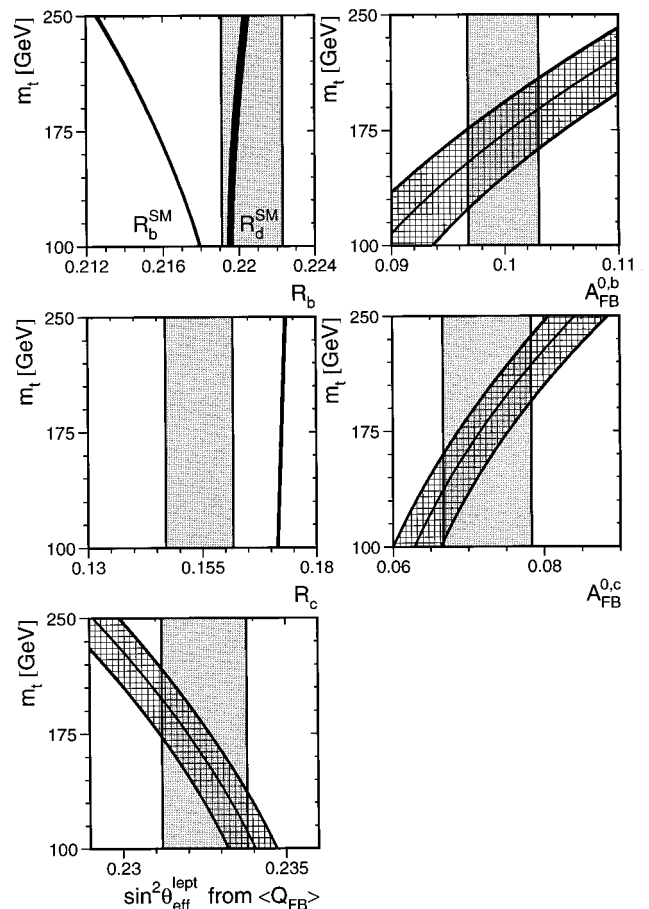 m_t [GeV]
250
175
100
R_b^SM
R_d^SM
0.212
0.216
0.22
0.224
R_b
m_t [GeV]
250
175
100
0.09
0.1
0.11
A_FB^0,b
m_t [GeV]
250
175
100
0.13
0.155
0.18
R_c
m_t [GeV]
250
175
100
0.06
0.08
A_FB^0,c
m_t [GeV]
250
175
100
0.23
0.235
sin²θ_eff^lept from <Q_FB>